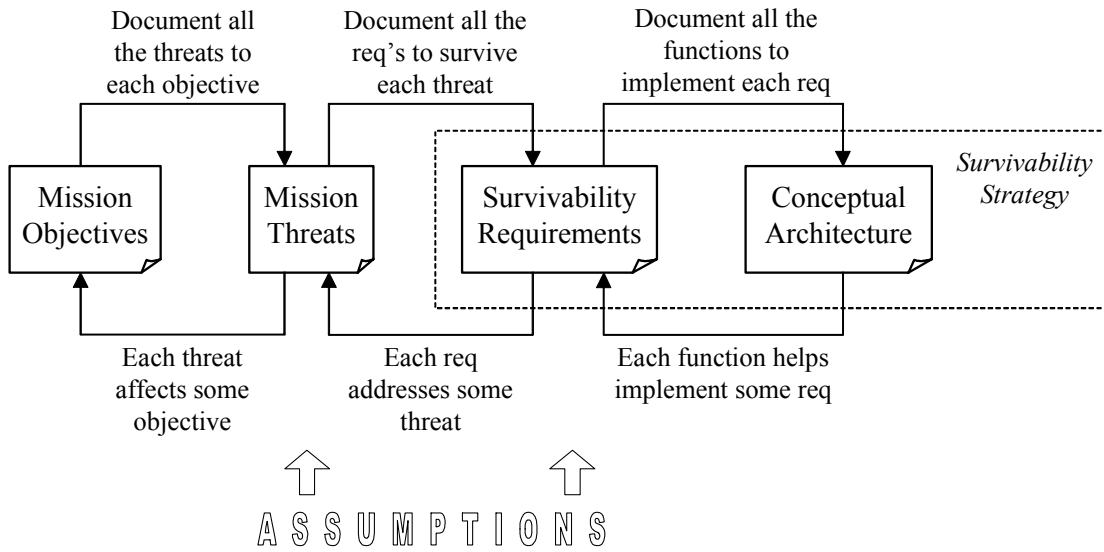 Document all
the threats to
each objective
Document all the
req's to survive
each threat
Document all the
functions to
implement each req
Survivability
Strategy
Mission
Objectives
Mission
Threats
Survivability
Requirements
Conceptual
Architecture
Each threat
affects some
objective
Each req
addresses some
threat
Each function helps
implement some req
ASSUMPTIONS